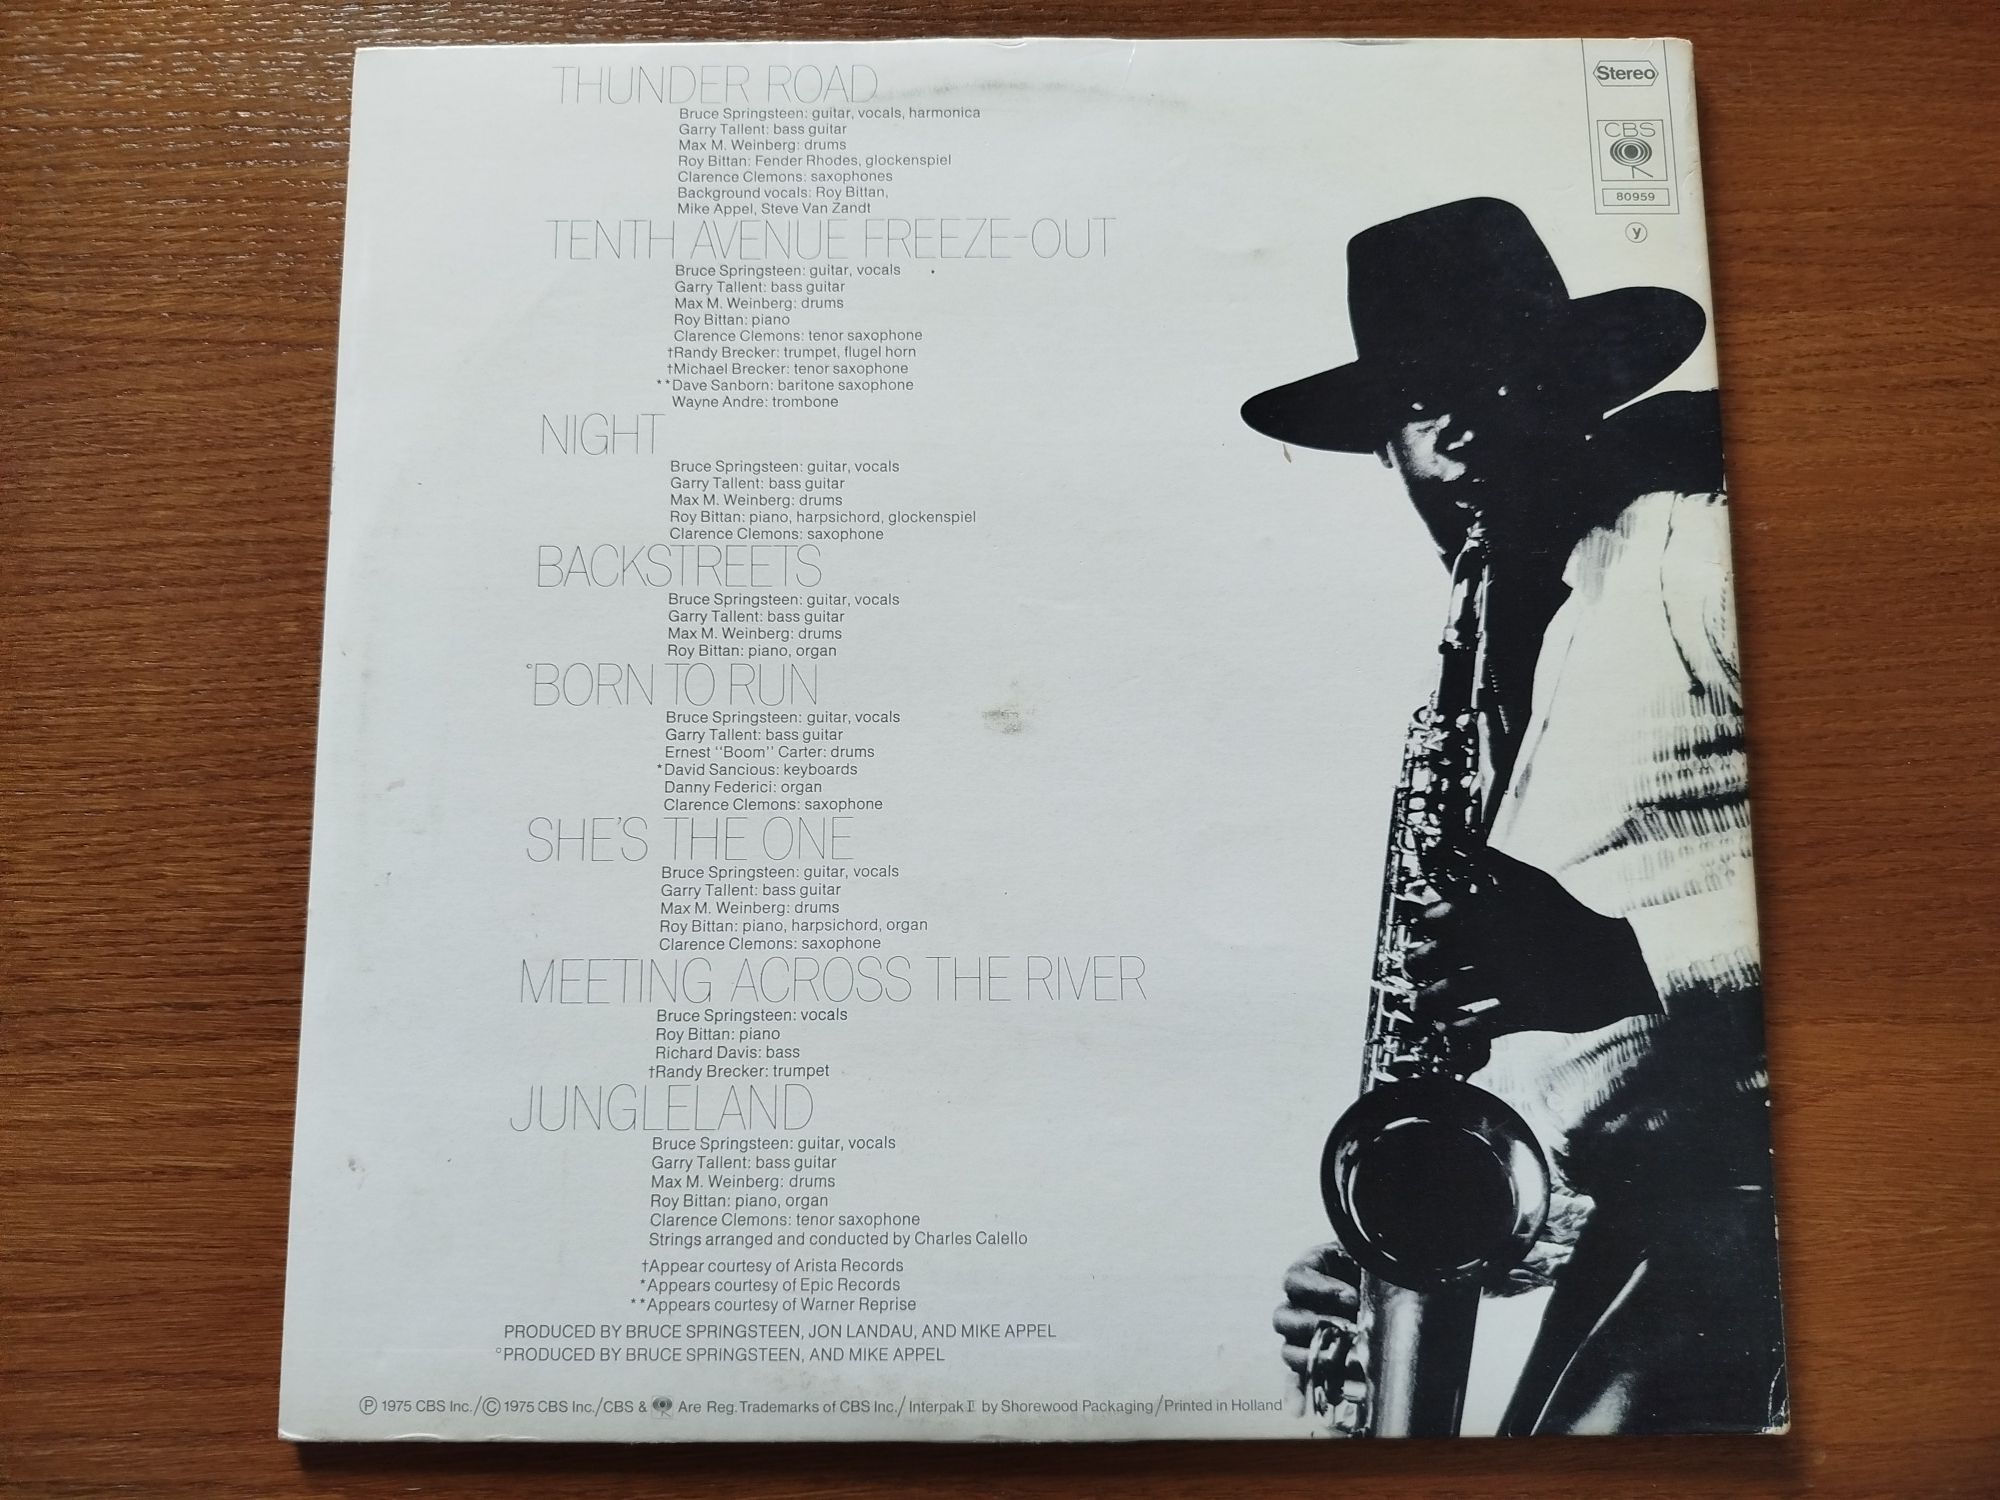 THUNDER ROAD
Bruce Springsteen: guitar, vocals, harmonica
Garry Tallent: bass guitar
Max M. Weinberg: drums
Roy Bittan: Fender Rhodes, glockenspiel
Clarence Clemons: saxophones
Background vocals: Roy Bittan,
Mike Appel, Steve Van Zandt
TENTH AVENUE FREEZE-OUT
Bruce Springsteen: guitar, vocals
Garry Tallent: bass guitar
Max M. Weinberg: drums
Roy Bittan: piano
Clarence Clemons: tenor saxophone
†Randy Brecker: trumpet, flugel horn
†Michael Brecker: tenor saxophone
**Dave Sanborn: baritone saxophone
Wayne Andre: trombone
NIGHT
Bruce Springsteen: guitar, vocals
Garry Tallent: bass guitar
Max M. Weinberg: drums
Roy Bittan: piano, harpsichord, glockenspiel
Clarence Clemons: saxophone
BACKSTREETS
Bruce Springsteen: guitar, vocals
Garry Tallent: bass guitar
Max M. Weinberg: drums
Roy Bittan: piano, organ
°BORN TO RUN
Bruce Springsteen: guitar, vocals
Garry Tallent: bass guitar
Ernest "Boom" Carter: drums
*David Sancious: keyboards
Danny Federici: organ
Clarence Clemons: saxophone
SHE'S THE ONE
Bruce Springsteen: guitar, vocals
Garry Tallent: bass guitar
Max M. Weinberg: drums
Roy Bittan: piano, harpsichord, organ
Clarence Clemons: saxophone
MEETING ACROSS THE RIVER
Bruce Springsteen: vocals
Roy Bittan: piano
Richard Davis: bass
†Randy Brecker: trumpet
JUNGLELAND
Bruce Springsteen: guitar, vocals
Garry Tallent: bass guitar
Max M. Weinberg: drums
Roy Bittan: piano, organ
Clarence Clemons: tenor saxophone
Strings arranged and conducted by Charles Calello
†Appear courtesy of Arista Records
*Appears courtesy of Epic Records
**Appears courtesy of Warner Reprise
PRODUCED BY BRUCE SPRINGSTEEN, JON LANDAU, AND MIKE APPEL
°PRODUCED BY BRUCE SPRINGSTEEN, AND MIKE APPEL
Ⓟ 1975 CBS Inc./Ⓒ 1975 CBS Inc./CBS & Are Reg. Trademarks of CBS Inc./ Interpak II by Shorewood Packaging/Printed in Holland
Stereo
CBS
80959
y